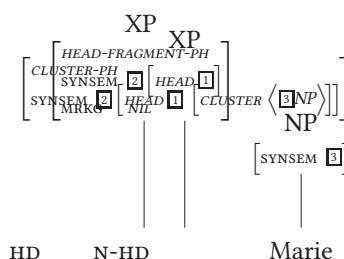 XP
XP
HEAD-FRAGMENT-PH
CLUSTER-PH
SYNSEM 2 [HEAD 1]
SYNSEM 2 [HEAD 1 [CLUSTER ⟨3 NP⟩]]
MRKG NIL
NP
[SYNSEM 3]
HD N-HD Marie